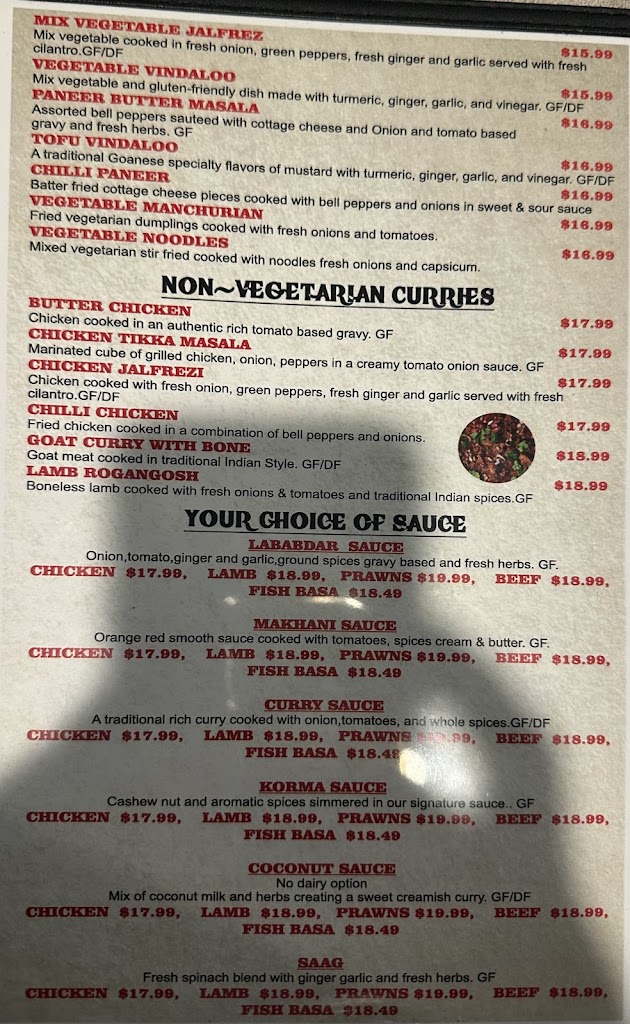 MIX VEGETABLE JALFREZ
Mix vegetable cooked in fresh onion, green peppers, fresh ginger and garlic served with fresh $15.99
cilantro.GF/DF
VEGETABLE VINDALOO
Mix vegetable and gluten-friendly dish made with turmeric, ginger, garlic, and vinegar. GF/DF $15.99
PANEER BUTTER MASALA $16.99
Assorted bell peppers sauteed with cottage cheese and Onion and tomato based
gravy and fresh herbs. GF
TOFU VINDALOO $16.99
A traditional Goanese specialty flavors of mustard with turmeric, ginger, garlic, and vinegar. GF/DF
CHILLI PANEER $16.99
Batter fried cottage cheese pieces cooked with bell peppers and onions in sweet & sour sauce
VEGETABLE MANCHURIAN $16.99
Fried vegetarian dumplings cooked with fresh onions and tomatoes.
VEGETABLE NOODLES $16.99
Mixed vegetarian stir fried cooked with noodles fresh onions and capsicum.
NON~VEGETARIAN CURRIES
BUTTER CHICKEN $17.99
Chicken cooked in an authentic rich tomato based gravy. GF
CHICKEN TIKKA MASALA $17.99
Marinated cube of grilled chicken, onion, peppers in a creamy tomato onion sauce. GF
CHICKEN JALFREZI $17.99
Chicken cooked with fresh onion, green peppers, fresh ginger and garlic served with fresh
cilantro.GF/DF
CHILLI CHICKEN $17.99
Fried chicken cooked in a combination of bell peppers and onions.
GOAT CURRY WITH BONE $18.99
Goat meat cooked in traditional Indian Style. GF/DF
LAMB ROGANGOSH $18.99
Boneless lamb cooked with fresh onions & tomatoes and traditional Indian spices.GF
YOUR CHOICE OF SAUCE
LABABDAR SAUCE
Onion,tomato,ginger and garlic,ground spices gravy based and fresh herbs. GF.
CHICKEN $17.99, LAMB $18.99, PRAWNS $19.99, BEEF $18.99,
FISH BASA $18.49
MAKHANI SAUCE
Orange red smooth sauce cooked with tomatoes, spices cream & butter. GF.
CHICKEN $17.99, LAMB $18.99, PRAWNS $19.99, BEEF $18.99,
FISH BASA $18.49
CURRY SAUCE
A traditional rich curry cooked with onion,tomatoes, and whole spices.GF/DF
CHICKEN $17.99, LAMB $18.99, PRAWNS BEEF $18.99,
FISH BASA $18.49
KORMA SAUCE
Cashew nut and aromatic spices simmered in our signature sauce.. GF
CHICKEN $17.99, LAMB $18.99, PRAWNS $19.99, BEEF $18.99,
FISH BASA $18.49
COCONUT SAUCE
No dairy option
Mix of coconut milk and herbs creating a sweet creamish curry. GF/DF
CHICKEN $17.99, LAMB $18.99, PRAWNS $19.99, BEEF $18.99,
FISH BASA $18.49
SAAG
Fresh spinach blend with ginger garlic and fresh herbs. GF
CHICKEN $17.99, LAMB $18.99, PRAWNS $19.99, BEEF $18.99,
FISH BASA $18.49